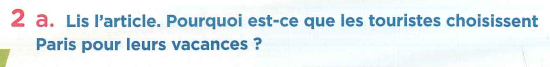 2 a. Lis l'article. Pourquoi est-ce que les touristes choisissent
Paris pour leurs vacances ?